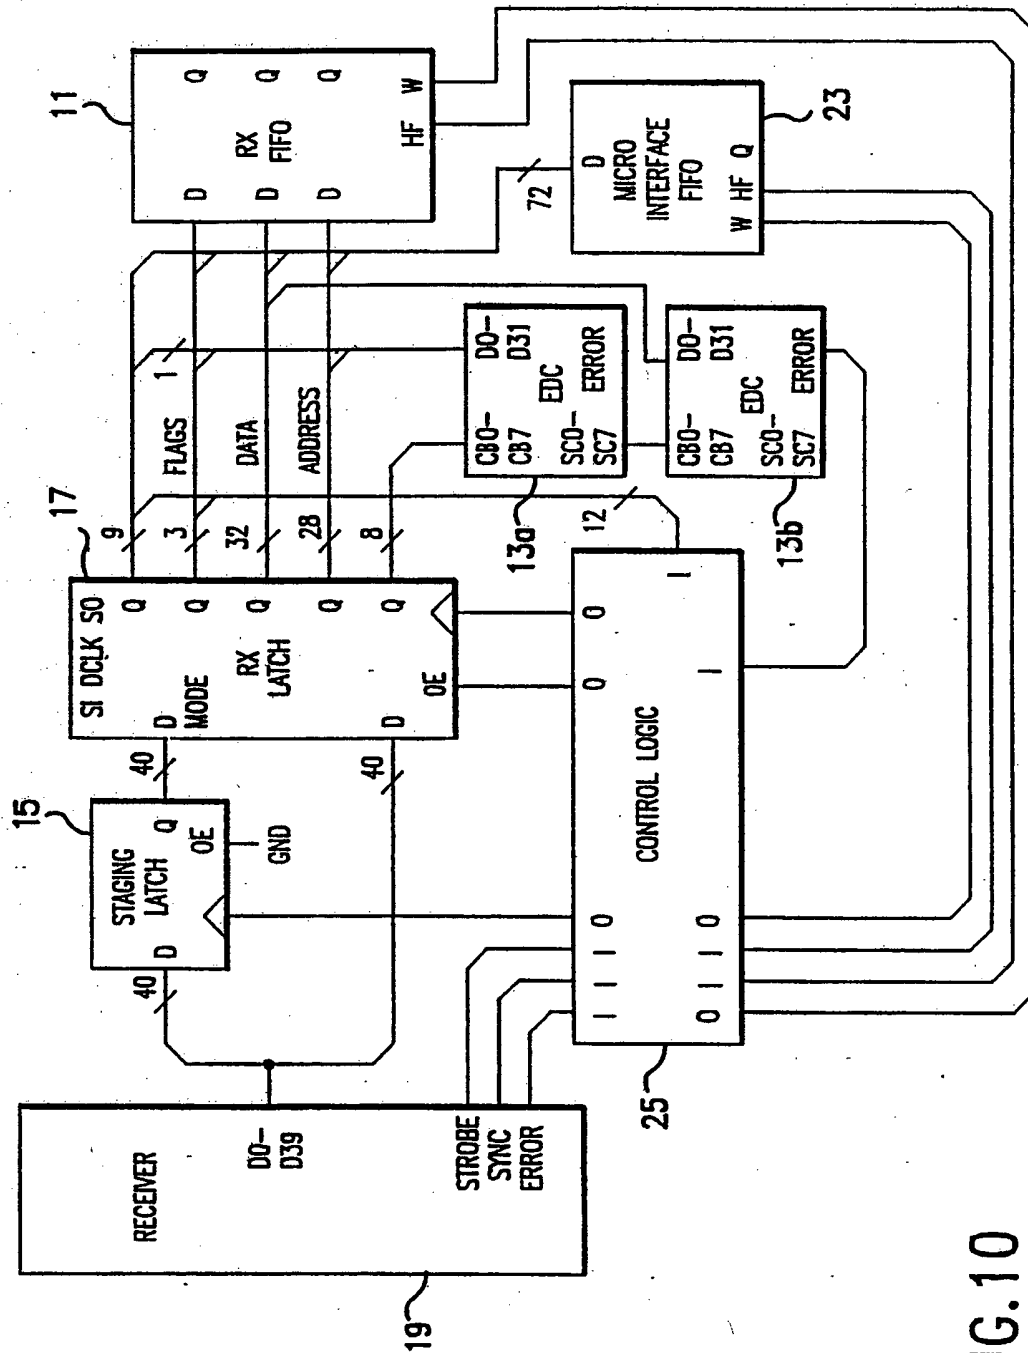 RECEIVER
D0-
D39
STROBE
SYNC
ERROR
19
40
STAGING
LATCH
D
Q
OE
GND
15
40
40
SI DCLK SO
D
MODE
RX
LATCH
D
OE
Q
Q
Q
Q
Q
17
9
3
32
28
8
FLAGS
DATA
ADDRESS
1
12
72
RX
FIFO
D
D
D
Q
Q
Q
HF
W
11
CB0-
CB7
D0-
D31
EDC
SC0-
SC7
ERROR
13a
CB0-
CB7
D0-
D31
EDC
SC0-
SC7
ERROR
13b
D
MICRO
INTERFACE
FIFO
W HF Q
23
CONTROL LOGIC
I
I
I
O
O
O
I
I
O
I
I
O
25
G.10